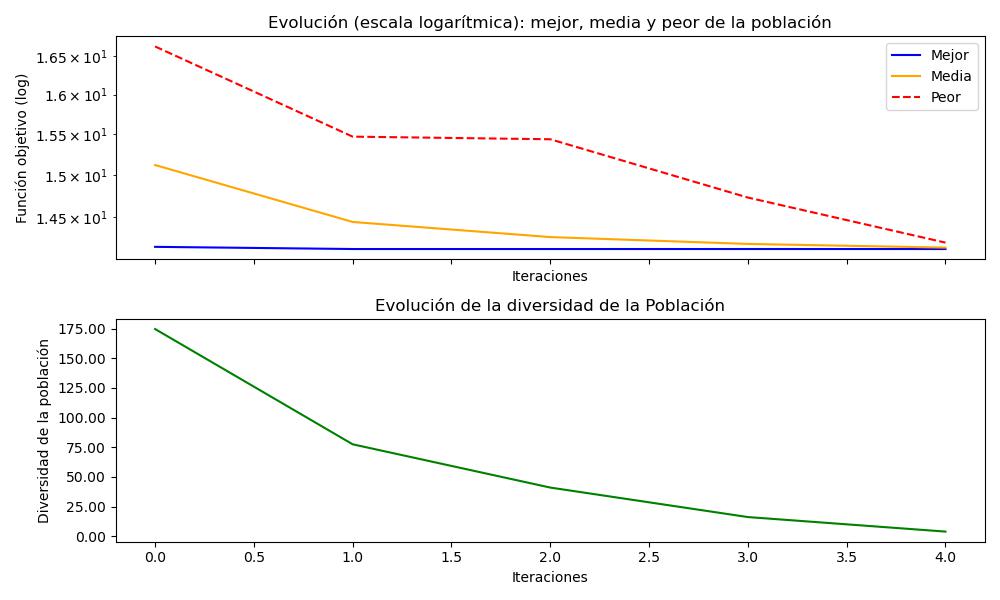 Evolución (escala logarítmica): mejor, media y peor de la población
Función objetivo (log)
1.65 × 10¹
1.6 × 10¹
1.55 × 10¹
1.5 × 10¹
1.45 × 10¹
Mejor
Media
Peor
Iteraciones
Evolución de la diversidad de la Población
Diversidad de la población
175.00
150.00
125.00
100.00
75.00
50.00
25.00
0.00
0.0 0.5 1.0 1.5 2.0 2.5 3.0 3.5 4.0
Iteraciones